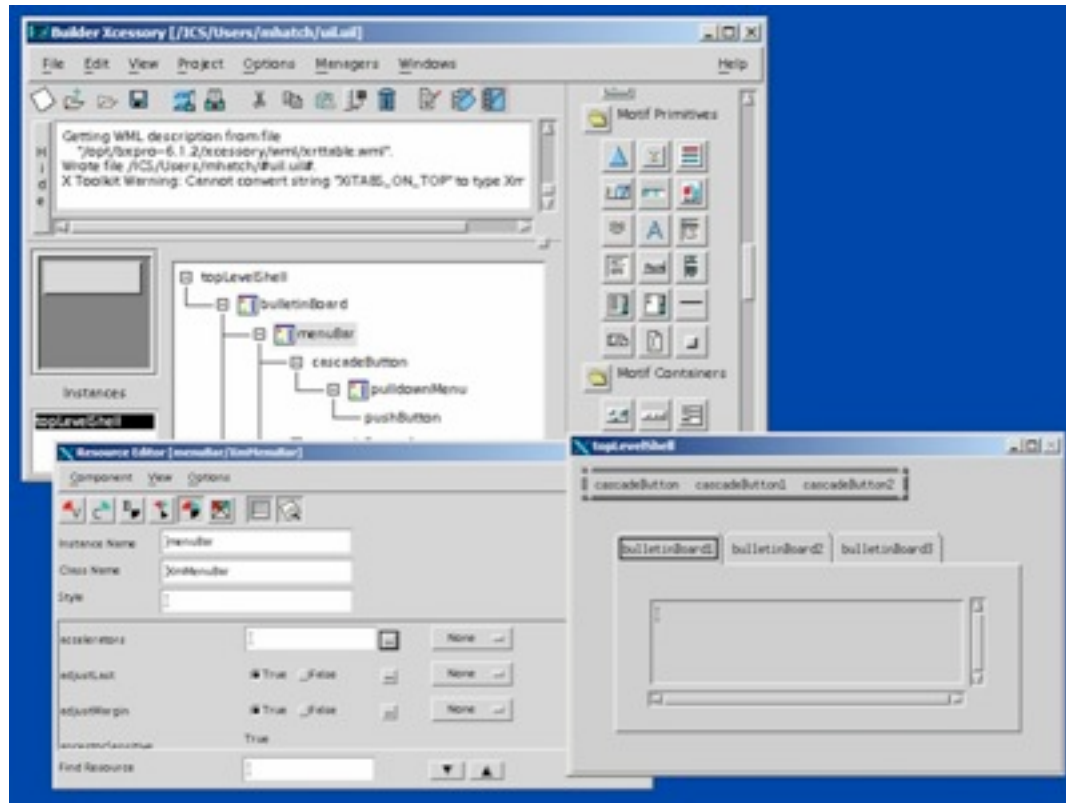 Builder Xcessory [/ICS/Users/mhatch/uil.uil]
File Edit View Project Options Managers Windows Help
Hide
Getting WML description from file
"/opt/bxpro-6.1.2/xcessory/wml/xrttable.wml".
Wrote file /ICS/Users/mhatch/#uil.uil#.
X Toolkit Warning: Cannot convert string "XiTABS_ON_TOP" to type Xm
Motif Primitives
topLevelShell
bulletinBoard
menuBar
cascadeButton
pulldownMenu
pushButton
Instances
topLevelShell
Motif Containers
Resource Editor [menuBar/XmMenuBar]
Component View Options
Instance Name menuBar
Class Name XmMenuBar
Style
accelerators None
adjustLast True False None
adjustMargin True False None
ancestorSensitive True
Find Resource
topLevelShell
cascadeButton cascadeButton1 cascadeButton2
bulletinBoard1 bulletinBoard2 bulletinBoard3